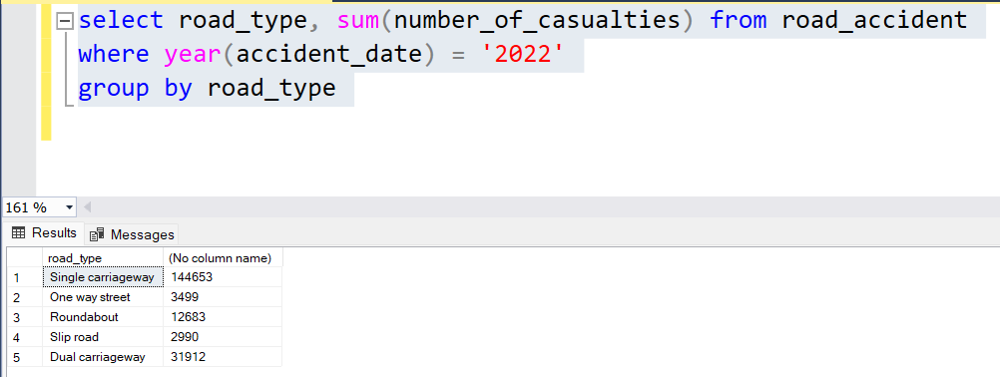 select road_type, sum(number_of_casualties) from road_accident
where year(accident_date) = '2022'
group by road_type
161 %
Results Messages
road_type (No column name)
1 Single carriageway 144653
2 One way street 3499
3 Roundabout 12683
4 Slip road 2990
5 Dual carriageway 31912